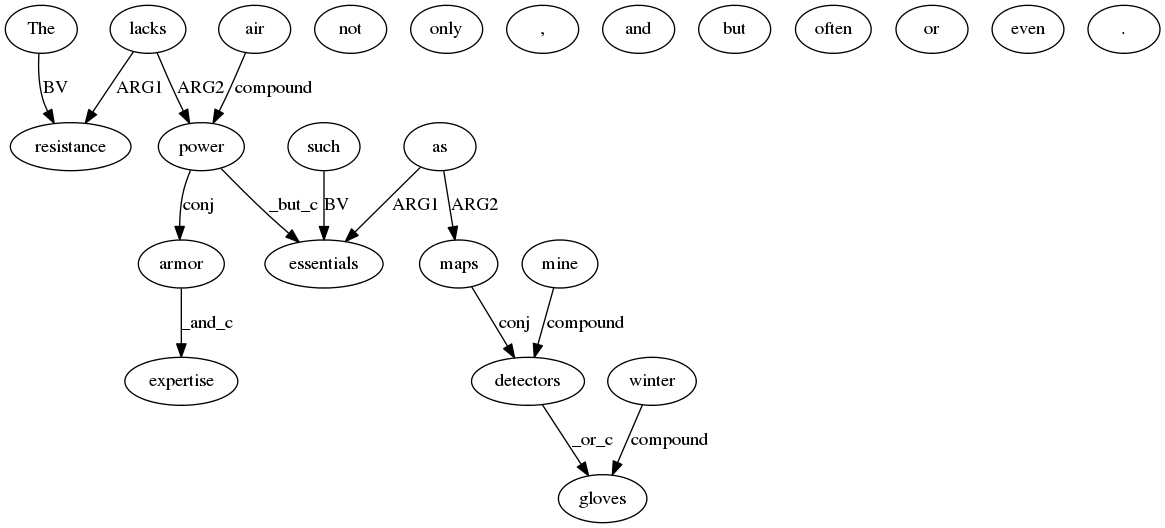 The lacks air not only , and but often or even .
BV ARG1 ARG2 compound
resistance power such as
conj _but_c BV ARG1 ARG2
armor essentials maps mine
_and_c conj compound
expertise detectors winter
_or_c compound
gloves